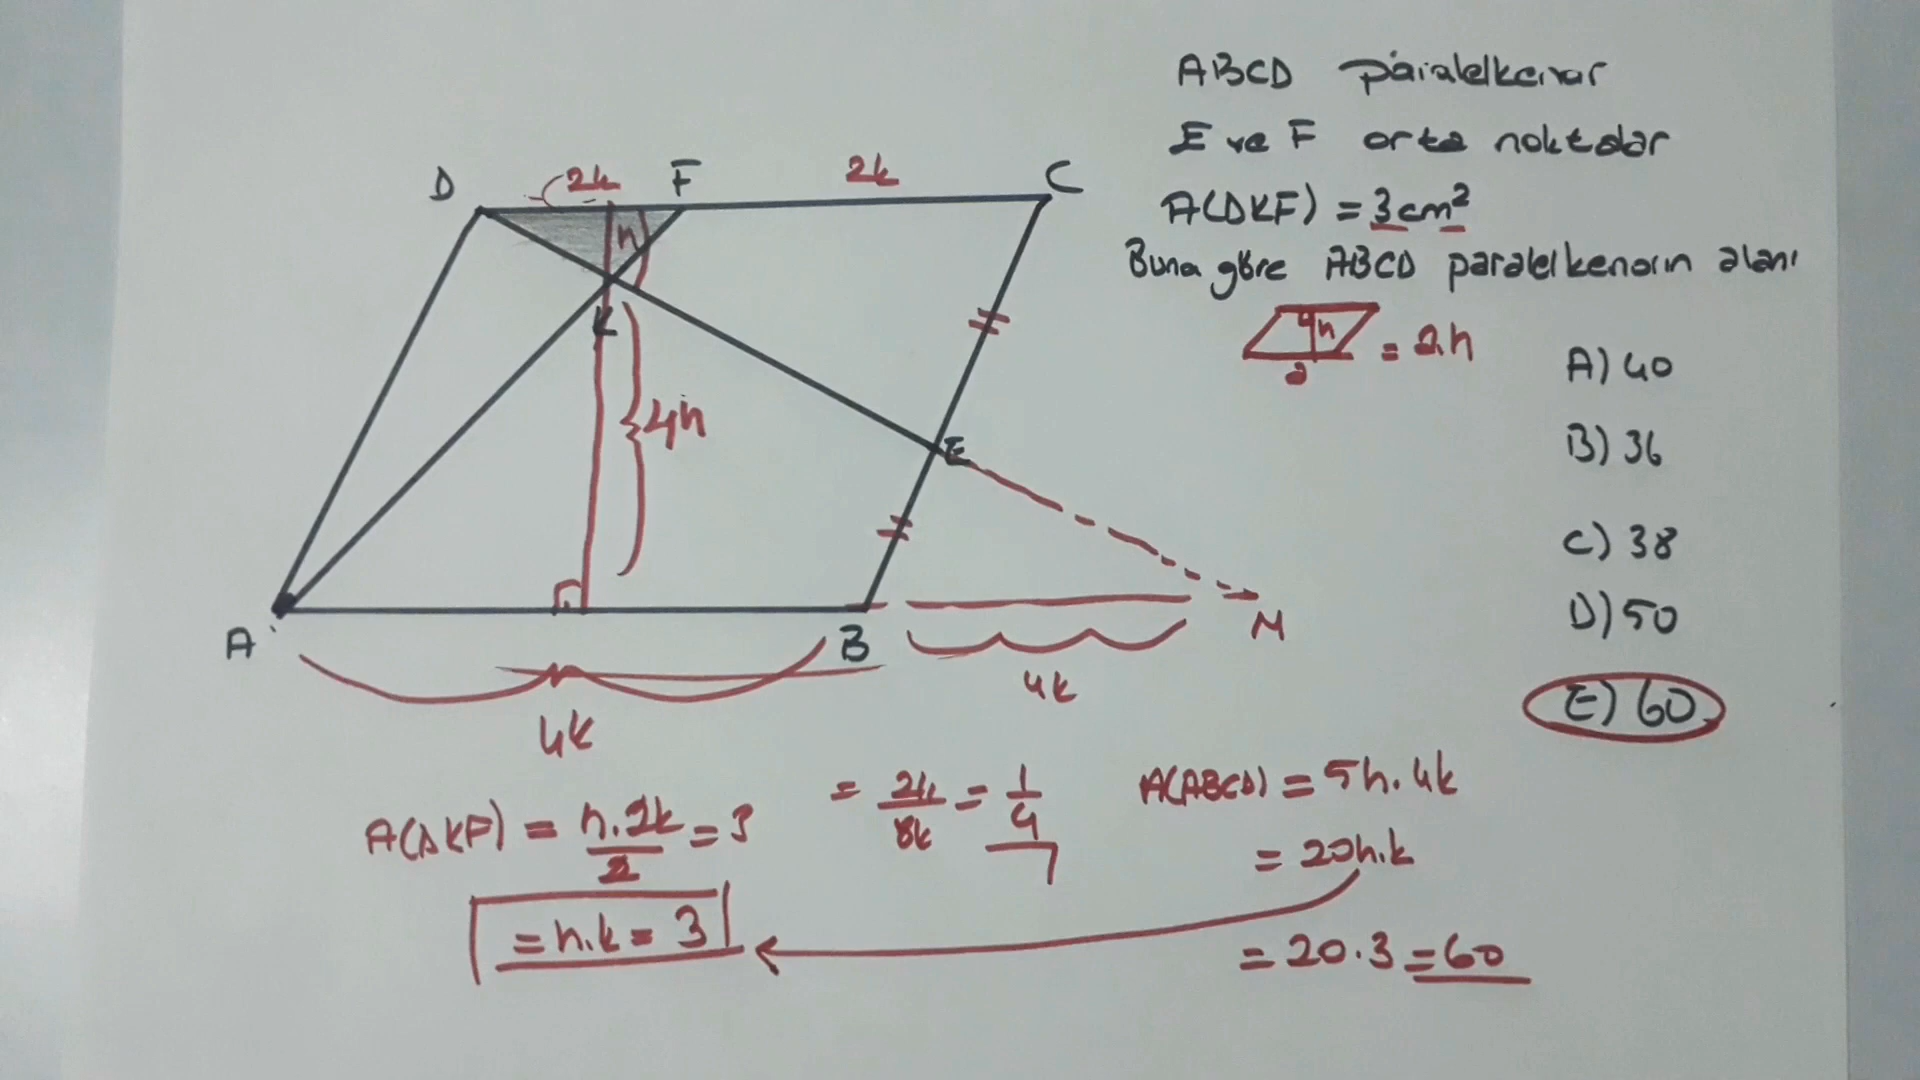 ABCD paralelkenar
E ve F orta noktalar
A(DKF) = 3cm²
Buna göre ABCD paralelkenarın alanı
h
a
= a.h
A) 40
B) 36
C) 38
D) 50
E) 60
D
2k
F
2k
C
h
K
4h
E
A
B
M
4k
4k
A(DKF) = h.2k/2 = 3
= h.k = 3
= 2k/8k = 1/4
A(ABCD) = 5h.4k
= 20h.k
= 20.3 = 60